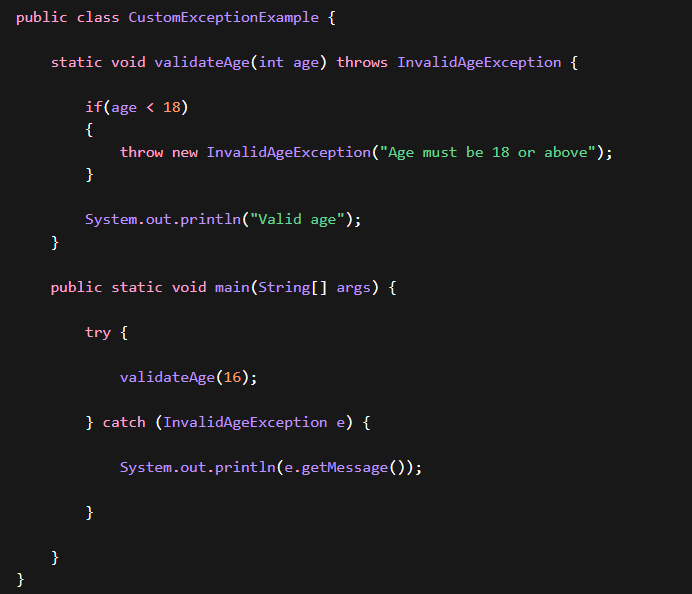 public class CustomExceptionExample {
static void validateAge(int age) throws InvalidAgeException {
if(age < 18)
{
throw new InvalidAgeException("Age must be 18 or above");
}
System.out.println("Valid age");
}
public static void main(String[] args) {
try {
validateAge(16);
} catch (InvalidAgeException e) {
System.out.println(e.getMessage());
}
}
}